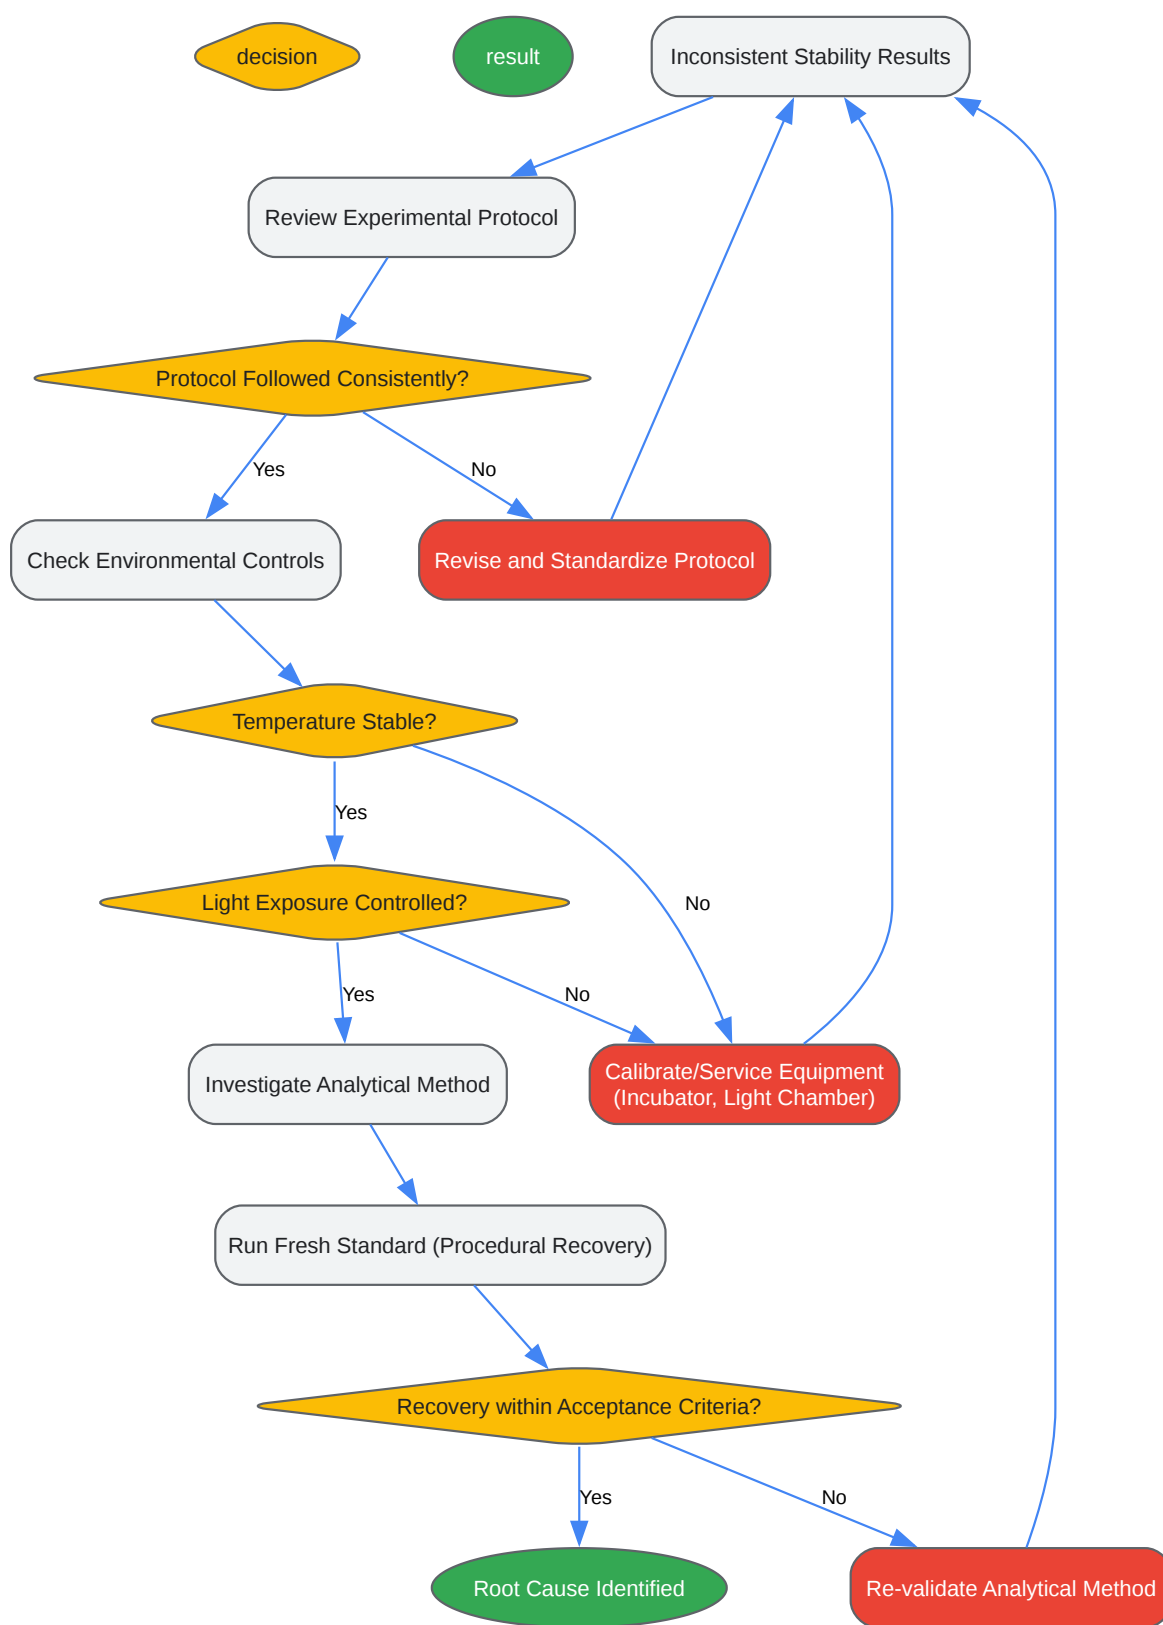 decision
result
Inconsistent Stability Results
Review Experimental Protocol
Protocol Followed Consistently?
Yes
No
Check Environmental Controls
Revise and Standardize Protocol
Temperature Stable?
Yes
Light Exposure Controlled?
No
Yes
No
Investigate Analytical Method
Calibrate/Service Equipment
(Incubator, Light Chamber)
Run Fresh Standard (Procedural Recovery)
Recovery within Acceptance Criteria?
Yes
No
Root Cause Identified
Re-validate Analytical Method